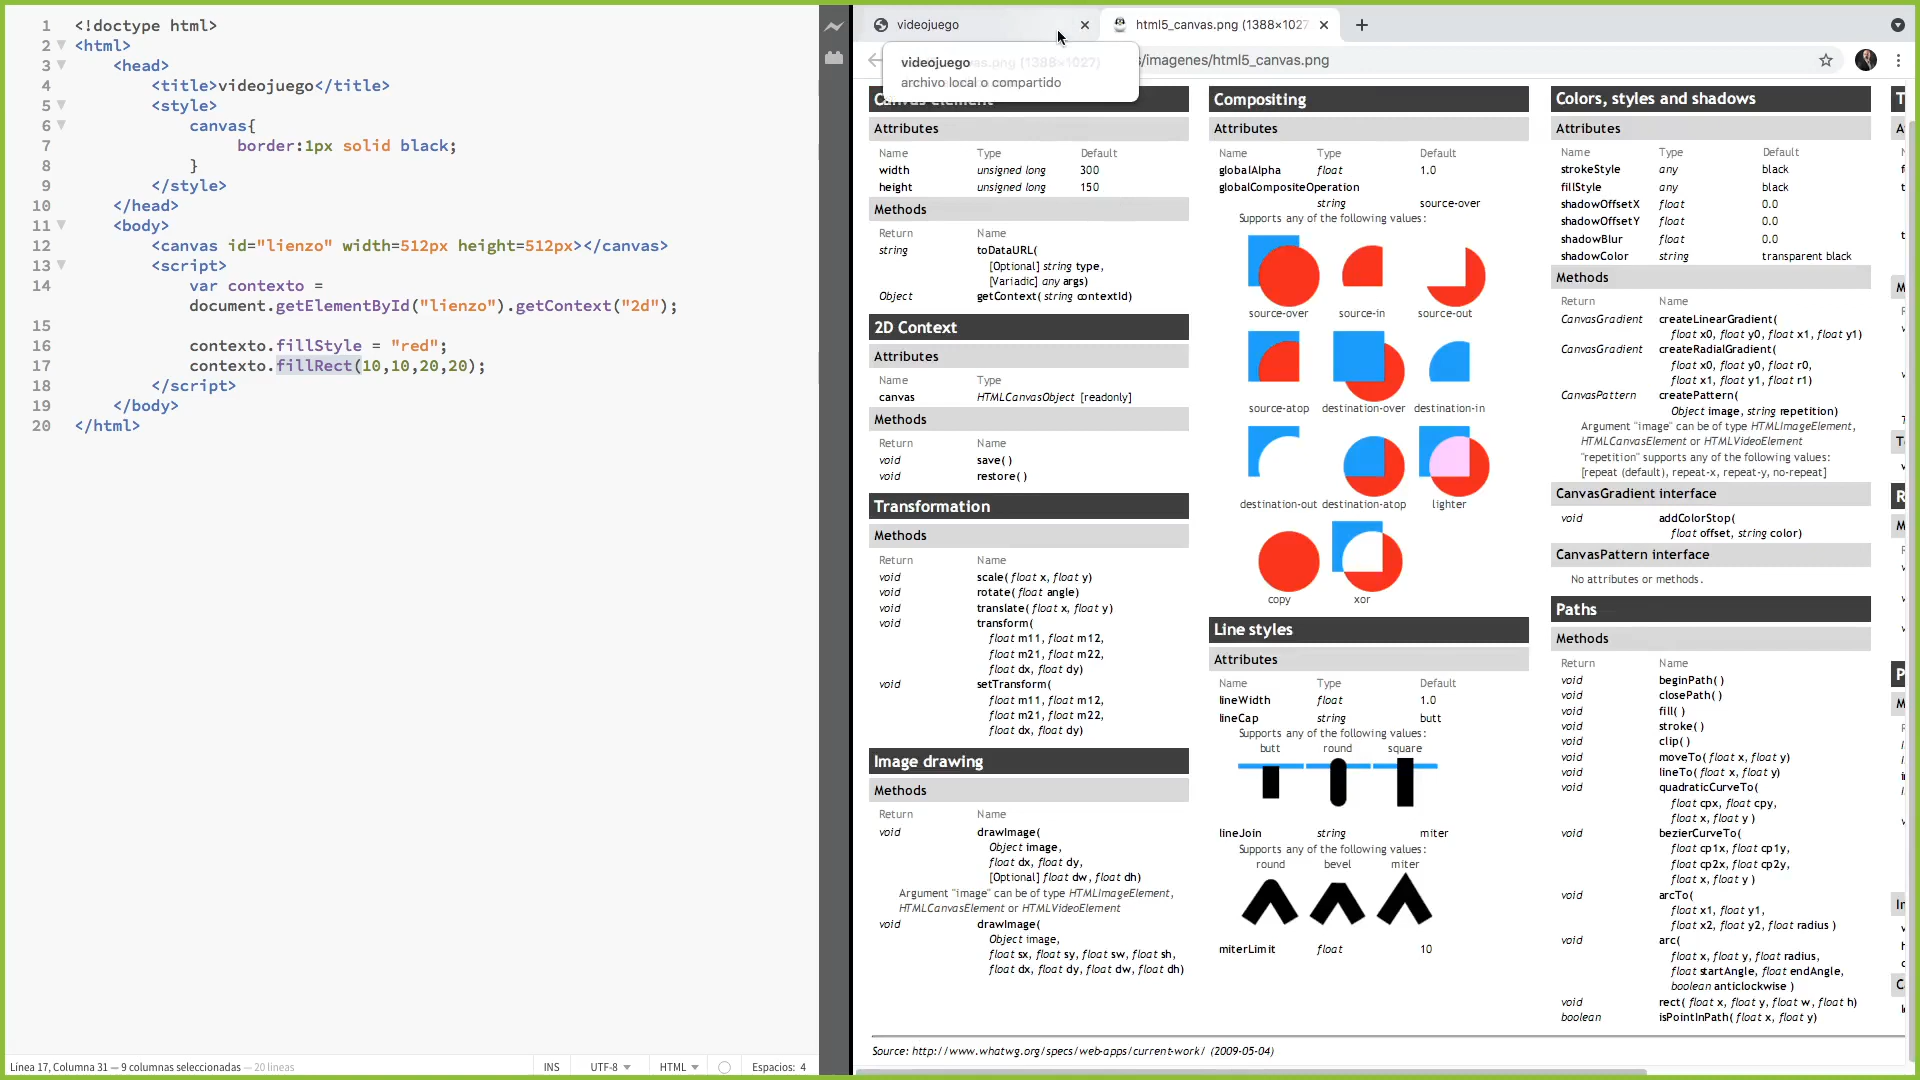 1 <!doctype html>
2 <html>
3 <head>
4 <title>videojuego</title>
5 <style>
6 canvas{
7 border:1px solid black;
8 }
9 </style>
10 </head>
11 <body>
12 <canvas id="lienzo" width=512px height=512px></canvas>
13 <script>
14 var contexto =
document.getElementById("lienzo").getContext("2d");
15
16 contexto.fillStyle = "red";
17 contexto.fillRect(10,10,20,20);
18 </script>
19 </body>
20 </html>
Línea 17, Columna 31 — 9 columnas seleccionadas — 20 líneas
INS UTF-8 HTML Espacios: 4
videojuego
html5_canvas.png (1388×1027
/imagenes/html5_canvas.png
videojuego
archivo local o compartido
Canvas element
Attributes
Name Type Default
width unsigned long 300
height unsigned long 150
Methods
Return Name
string toDataURL(
[Optional] string type,
[Variadic] any args)
Object getContext( string contextId)
2D Context
Attributes
Name Type
canvas HTMLCanvasObject [readonly]
Methods
Return Name
void save( )
void restore( )
Transformation
Methods
Return Name
void scale( float x, float y)
void rotate( float angle)
void translate( float x, float y)
void transform(
float m11, float m12,
float m21, float m22,
float dx, float dy)
void setTransform(
float m11, float m12,
float m21, float m22,
float dx, float dy)
Image drawing
Methods
Return Name
void drawImage(
Object image,
float dx, float dy,
[Optional] float dw, float dh)
Argument "image" can be of type HTMLImageElement,
HTMLCanvasElement or HTMLVideoElement
void drawImage(
Object image,
float sx, float sy, float sw, float sh,
float dx, float dy, float dw, float dh)
Compositing
Attributes
Name Type Default
globalAlpha float 1.0
globalCompositeOperation
string source-over
Supports any of the following values:
source-over source-in source-out
source-atop destination-over destination-in
destination-out destination-atop lighter
copy xor
Line styles
Attributes
Name Type Default
lineWidth float 1.0
lineCap string butt
Supports any of the following values:
butt round square
lineJoin string miter
Supports any of the following values:
round bevel miter
miterLimit float 10
Colors, styles and shadows
Attributes
Name Type Default
strokeStyle any black
fillStyle any black
shadowOffsetX float 0.0
shadowOffsetY float 0.0
shadowBlur float 0.0
shadowColor string transparent black
Methods
Return Name
CanvasGradient createLinearGradient(
float x0, float y0, float x1, float y1)
CanvasGradient createRadialGradient(
float x0, float y0, float r0,
float x1, float y1, float r1)
CanvasPattern createPattern(
Object image, string repetition)
Argument "image" can be of type HTMLImageElement,
HTMLCanvasElement or HTMLVideoElement
"repetition" supports any of the following values:
[repeat (default), repeat-x, repeat-y, no-repeat]
CanvasGradient interface
void addColorStop(
float offset, string color)
CanvasPattern interface
No attributes or methods.
Paths
Methods
Return Name
void beginPath( )
void closePath( )
void fill( )
void stroke( )
void clip( )
void moveTo( float x, float y)
void lineTo( float x, float y)
void quadraticCurveTo(
float cpx, float cpy,
float x, float y )
void bezierCurveTo(
float cp1x, float cp1y,
float cp2x, float cp2y,
float x, float y )
void arcTo(
float x1, float y1,
float x2, float y2, float radius )
void arc(
float x, float y, float radius,
float startAngle, float endAngle,
boolean anticlockwise )
void rect( float x, float y, float w, float h)
boolean isPointInPath( float x, float y)
Source: http://www.whatwg.org/specs/web-apps/current-work/ (2009-05-04)